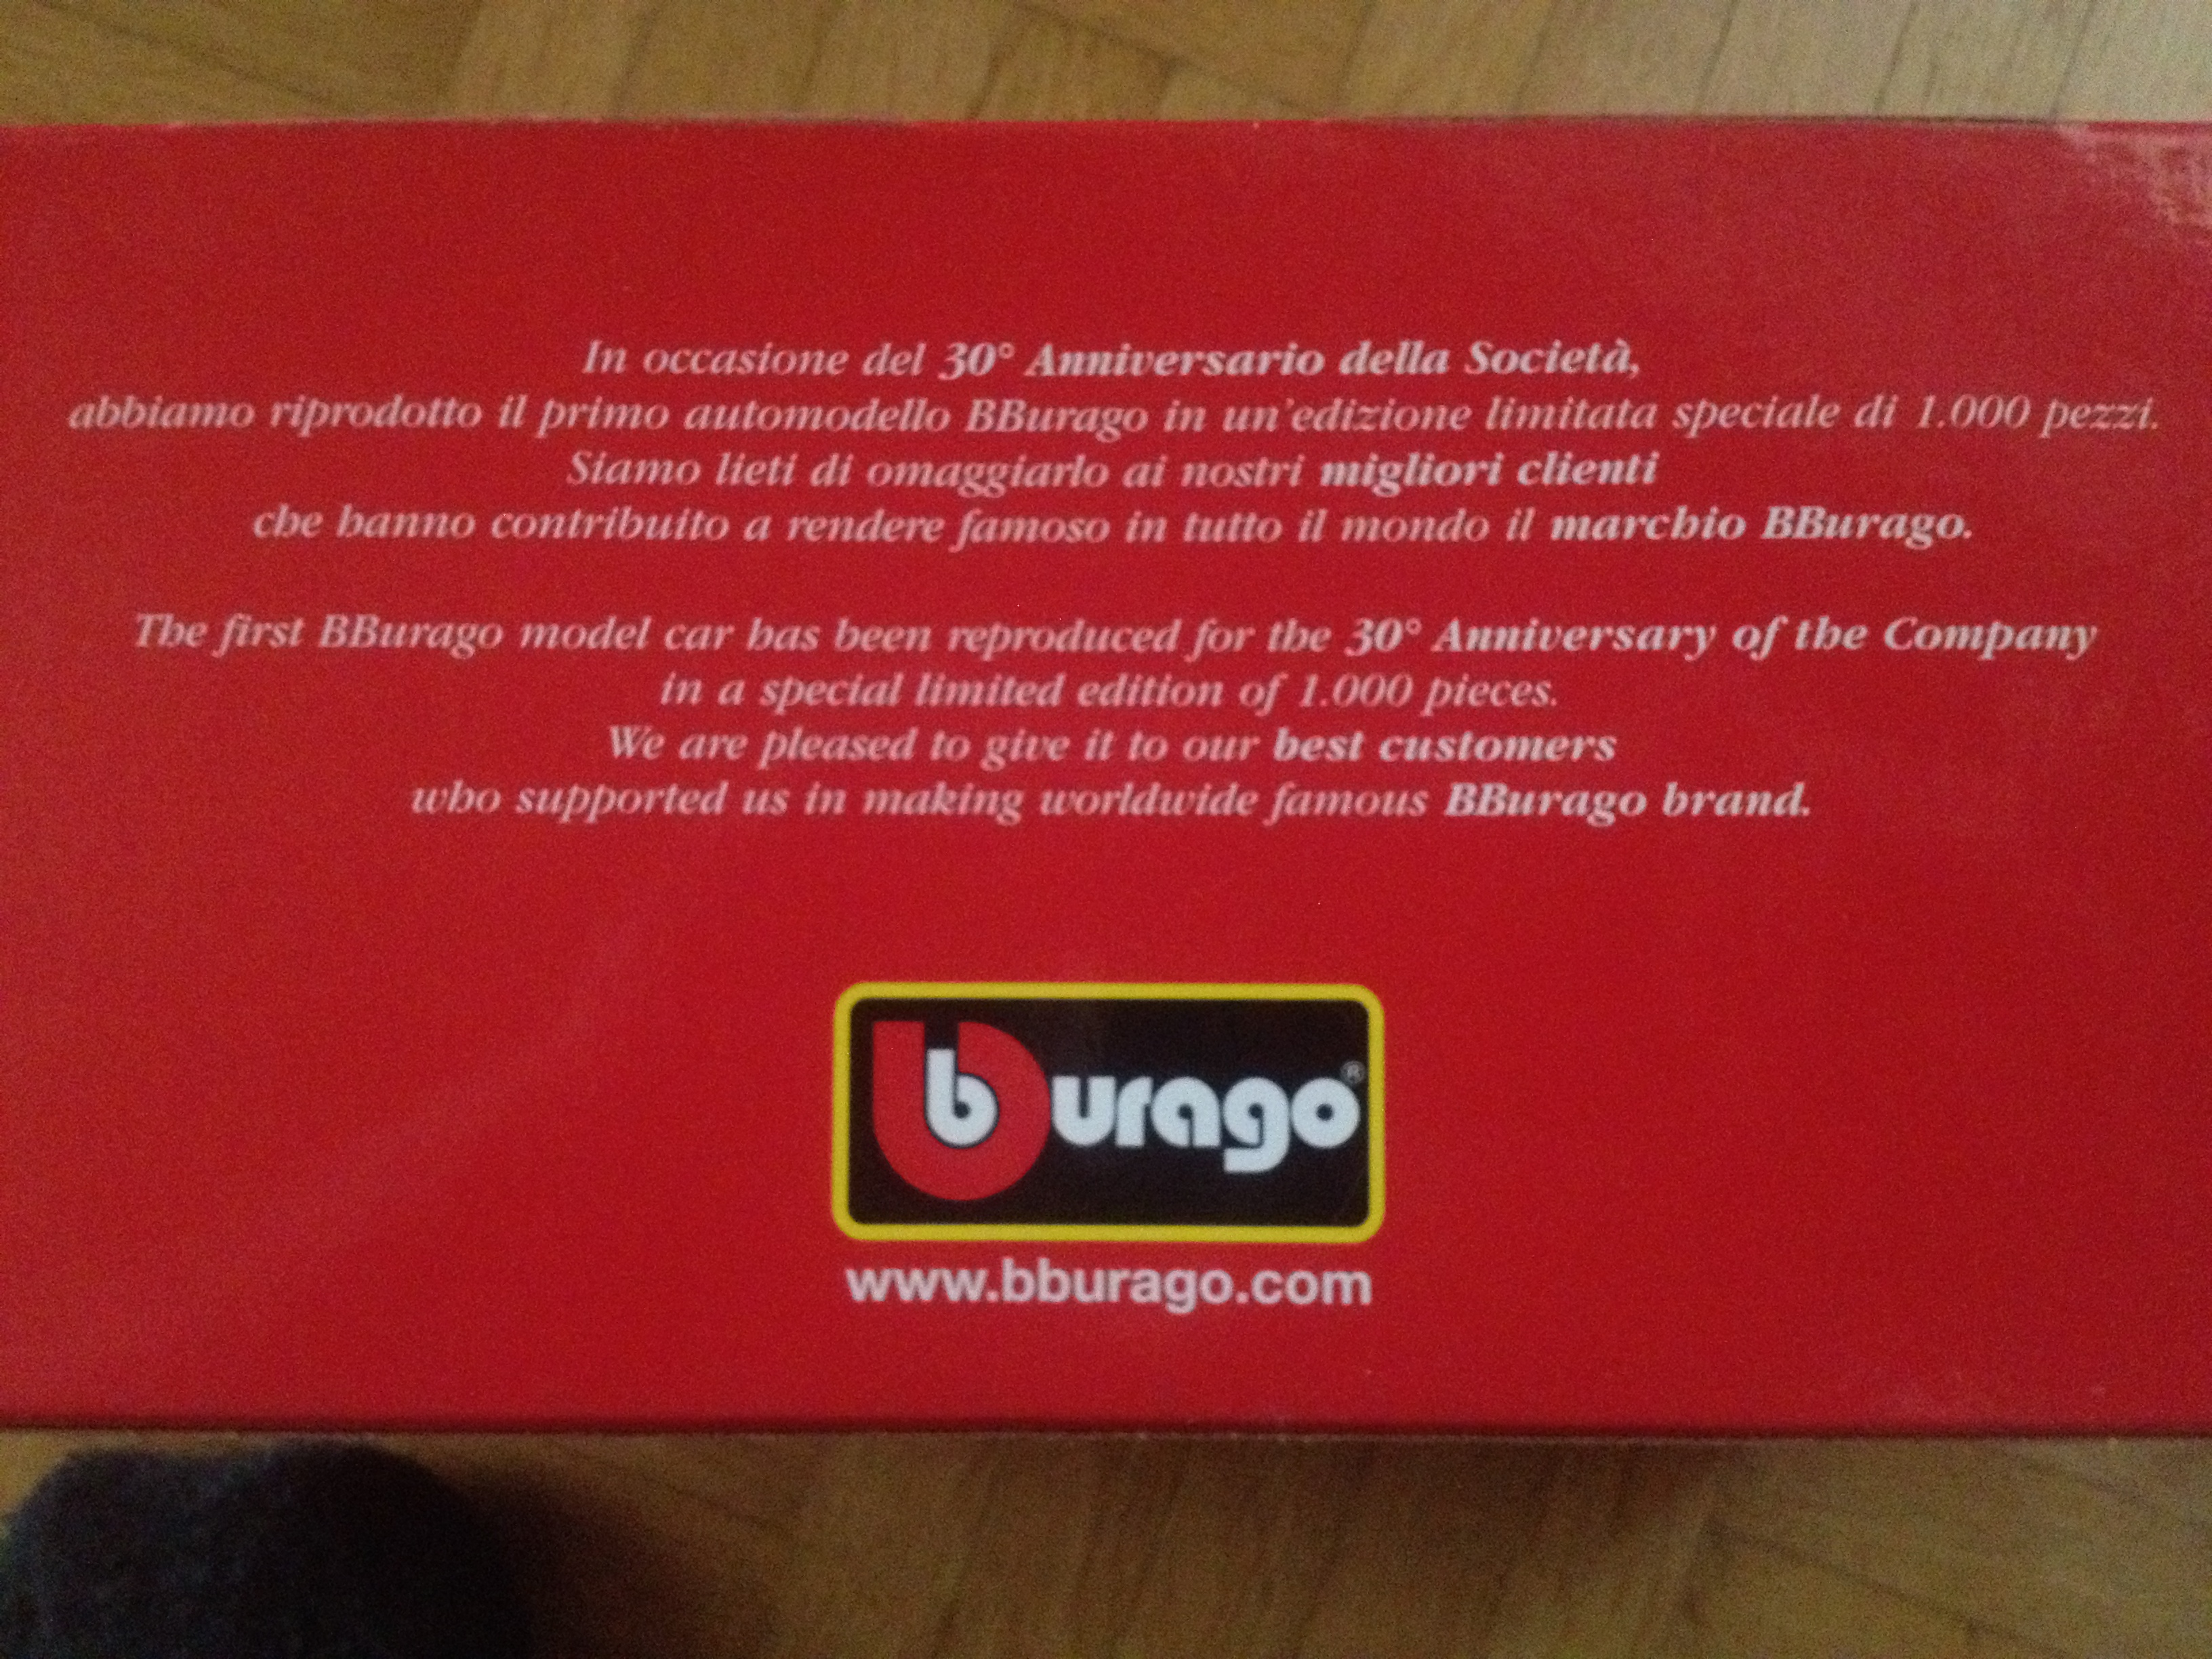 In occasione del 30° Anniversario della Società,
abbiamo riprodotto il primo automodello BBurago in un'edizione limitata speciale di 1.000 pezzi.
Siamo lieti di omaggiarlo ai nostri migliori clienti
che hanno contribuito a rendere famoso in tutto il mondo il marchio BBurago.
The first BBurago model car has been reproduced for the 30° Anniversary of the Company
in a special limited edition of 1.000 pieces.
We are pleased to give it to our best customers
who supported us in making worldwide famous BBurago brand.
bburago®
www.bburago.com